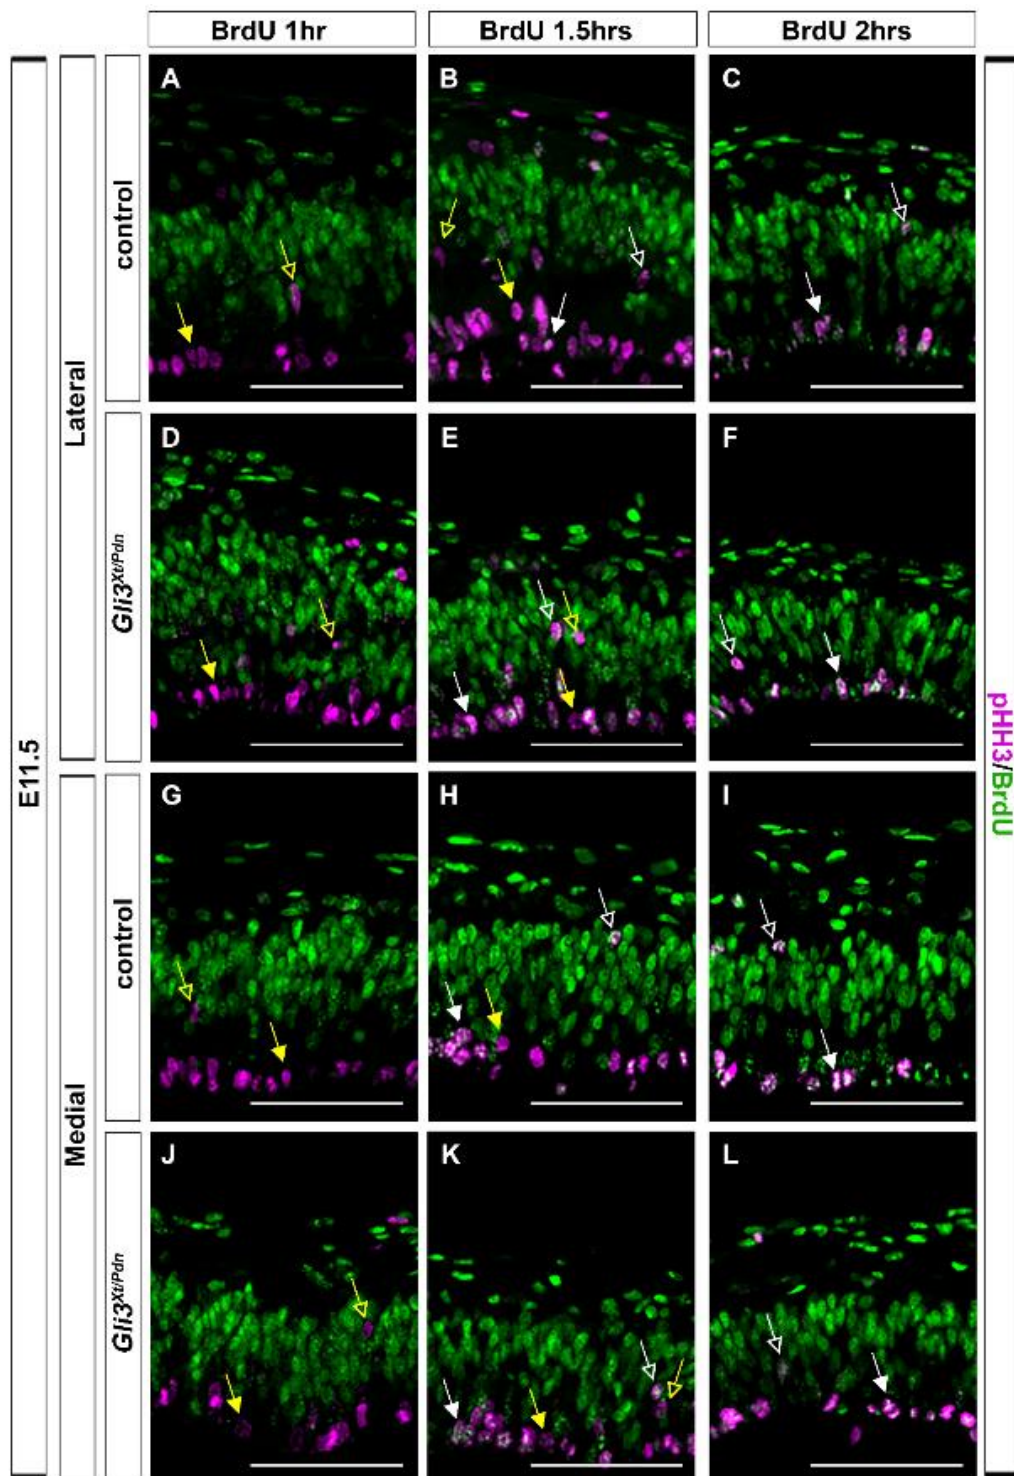 BrdU 1hr
BrdU 1.5hrs
BrdU 2hrs
E11.5
Lateral
control
A
B
C
Gli3Xt/Pdn
D
E
F
pHH3/BrdU
Medial
control
G
H
I
Gli3Xt/Pdn
J
K
L